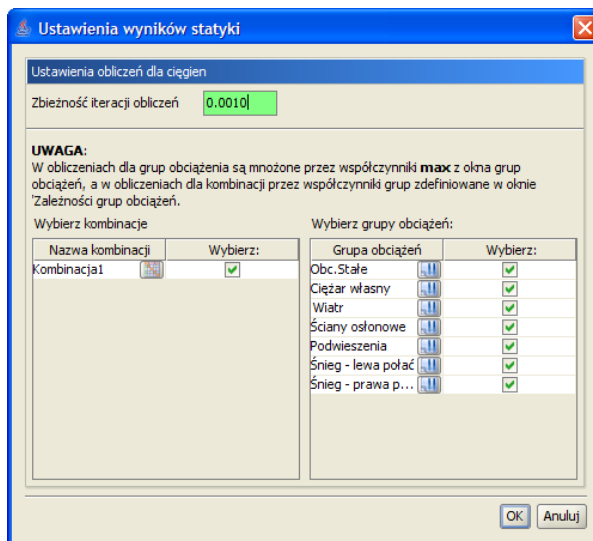 Ustawienia wyników statyki
Ustawienia obliczeń dla cięgien
Zbieżność iteracji obliczeń 0.0010
UWAGA:
W obliczeniach dla grup obciążenia są mnożone przez współczynniki max z okna grup
obciążeń, a w obliczeniach dla kombinacji przez współczynniki grup zdefiniowane w oknie
'Zależności grup obciążeń.
Wybierz kombinacje Wybierz grupy obciążeń:
Nazwa kombinacji Wybierz: Grupa obciążeń Wybierz:
Kombinacja1 Obc.Stałe
Ciężar własny
Wiatr
Ściany osłonowe
Podwieszenia
Śnieg - lewa połać
Śnieg - prawa p...
OK Anuluj